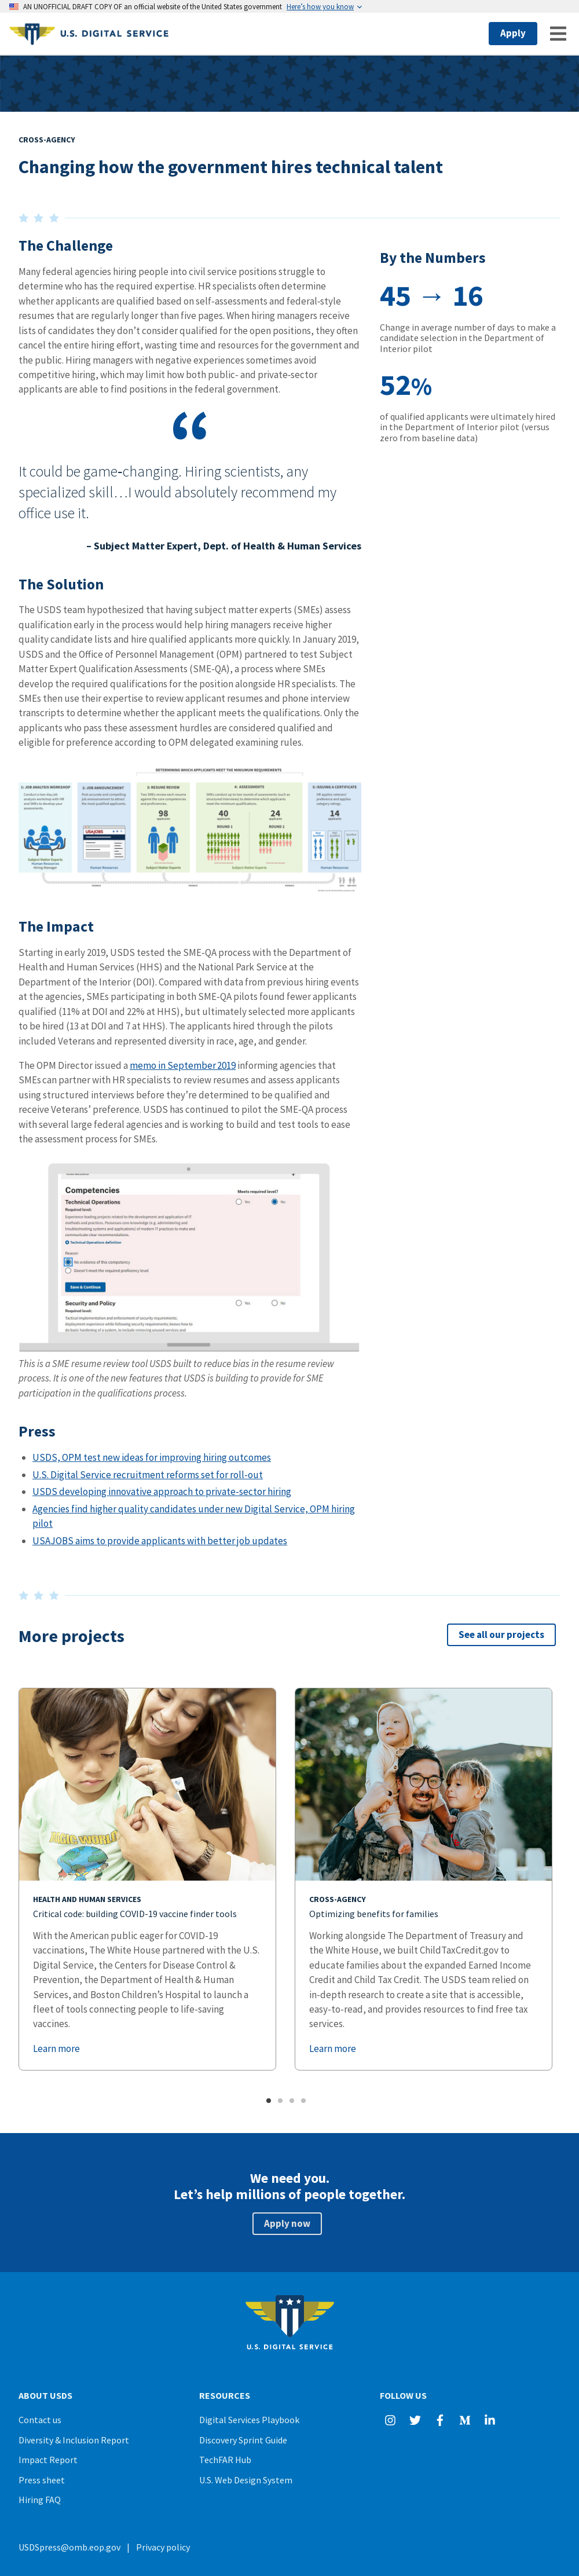 AN UNOFFICIAL DRAFT COPY OF an official website of the United States government Here's how you know
U.S. DIGITAL SERVICE
Apply
CROSS-AGENCY
Changing how the government hires technical talent
The Challenge
Many federal agencies hiring people into civil service positions struggle to
determine who has the required expertise. HR specialists often determine
whether applicants are qualified based on self-assessments and federal-style
resumes that are regularly longer than five pages. When hiring managers receive
lists of candidates they don't consider qualified for the open positions, they often
cancel the entire hiring effort, wasting time and resources for the government and
the public. Hiring managers with negative experiences sometimes avoid
competitive hiring, which may limit how both public- and private-sector
applicants are able to find positions in the federal government.
“
It could be game-changing. Hiring scientists, any
specialized skill…I would absolutely recommend my
office use it.
– Subject Matter Expert, Dept. of Health & Human Services
By the Numbers
45 → 16
Change in average number of days to make a
candidate selection in the Department of
Interior pilot
52%
of qualified applicants were ultimately hired
in the Department of Interior pilot (versus
zero from baseline data)
The Solution
The USDS team hypothesized that having subject matter experts (SMEs) assess
qualification early in the process would help hiring managers receive higher
quality candidate lists and hire qualified applicants more quickly. In January 2019,
USDS and the Office of Personnel Management (OPM) partnered to test Subject
Matter Expert Qualification Assessments (SME-QA), a process where SMEs
develop the required qualifications for the position alongside HR specialists. The
SMEs then use their expertise to review applicant resumes and phone interview
transcripts to determine whether the applicant meets the qualifications. Only the
applicants who pass these assessment hurdles are considered qualified and
eligible for preference according to OPM delegated examining rules.
DETERMINING WHICH APPLICANTS MEET THE MINIMUM REQUIREMENTS
1: JOB ANALYSIS WORKSHOP
2: JOB ANNOUNCEMENT
3: RESUME REVIEW
4: ASSESSMENTS
5: ISSUING A CERTIFICATE
98
40
24
14
applicants
ROUND 1
ROUND 2
USAJOBS
Subject Matter Experts
Human Resources
Hiring Manager
Human Resources
Subject Matter Experts
Human Resources
Subject Matter Experts
Human Resources
The Impact
Starting in early 2019, USDS tested the SME-QA process with the Department of
Health and Human Services (HHS) and the National Park Service at the
Department of the Interior (DOI). Compared with data from previous hiring events
at the agencies, SMEs participating in both SME-QA pilots found fewer applicants
qualified (11% at DOI and 22% at HHS), but ultimately selected more applicants
to be hired (13 at DOI and 7 at HHS). The applicants hired through the pilots
included Veterans and represented diversity in race, age, and gender.
The OPM Director issued a memo in September 2019 informing agencies that
SMEs can partner with HR specialists to review resumes and assess applicants
using structured interviews before they're determined to be qualified and
receive Veterans' preference. USDS has continued to pilot the SME-QA process
with several large federal agencies and is working to build and test tools to ease
the assessment process for SMEs.
Competencies
Meets required level?
Technical Operations
Yes
No
Required level:
Technical Operations definition
Reason:
No evidence of this competency
Doesn't meet the required proficiency level
Save & Continue
Security and Policy
Yes
No
Required level:
This is a SME resume review tool USDS built to reduce bias in the resume review
process. It is one of the new features that USDS is building to provide for SME
participation in the qualifications process.
Press
USDS, OPM test new ideas for improving hiring outcomes
U.S. Digital Service recruitment reforms set for roll-out
USDS developing innovative approach to private-sector hiring
Agencies find higher quality candidates under new Digital Service, OPM hiring
pilot
USAJOBS aims to provide applicants with better job updates
More projects
See all our projects
HEALTH AND HUMAN SERVICES
Critical code: building COVID-19 vaccine finder tools
With the American public eager for COVID-19
vaccinations, The White House partnered with the U.S.
Digital Service, the Centers for Disease Control &
Prevention, the Department of Health & Human
Services, and Boston Children's Hospital to launch a
fleet of tools connecting people to life-saving
vaccines.
Learn more
CROSS-AGENCY
Optimizing benefits for families
Working alongside The Department of Treasury and
the White House, we built ChildTaxCredit.gov to
educate families about the expanded Earned Income
Credit and Child Tax Credit. The USDS team relied on
in-depth research to create a site that is accessible,
easy-to-read, and provides resources to find free tax
services.
Learn more
We need you.
Let's help millions of people together.
Apply now
U.S. DIGITAL SERVICE
ABOUT USDS
Contact us
Diversity & Inclusion Report
Impact Report
Press sheet
Hiring FAQ
RESOURCES
Digital Services Playbook
Discovery Sprint Guide
TechFAR Hub
U.S. Web Design System
FOLLOW US
USDSpress@omb.eop.gov | Privacy policy